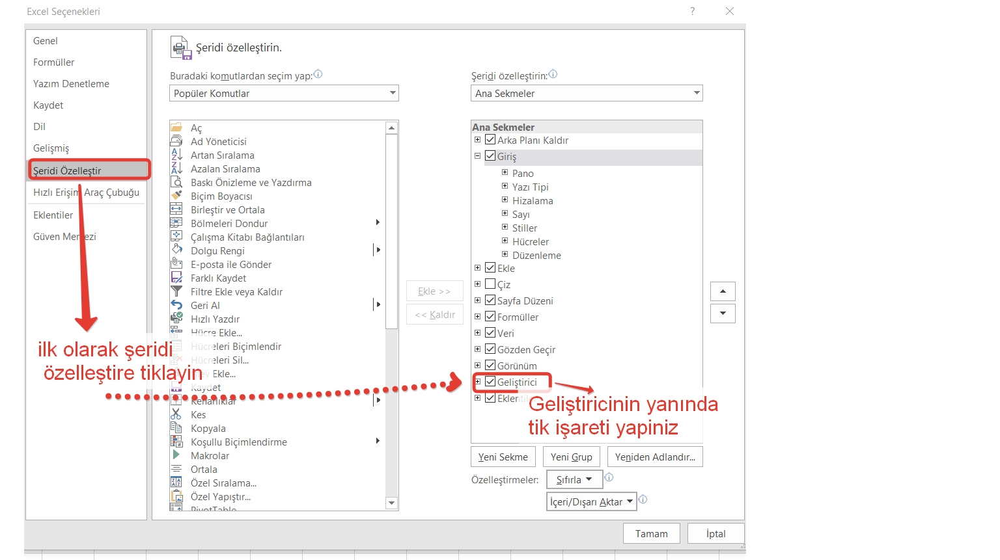 Excel Seçenekleri
?
Genel
Formüller
Yazım Denetleme
Kaydet
Dil
Gelişmiş
Şeridi Özelleştir
Hızlı Erişim Araç Çubuğu
Eklentiler
Güven Merkezi
ilk olarak şeridi
özelleştire tiklayin
Şeridi özelleştirin.
Buradaki komutlardan seçim yap:
Popüler Komutlar
Aç
Ad Yöneticisi
Artan Sıralama
Azalan Sıralama
Baskı Önizleme ve Yazdırma
Biçim Boyacısı
Birleştir ve Ortala
Bölmeleri Dondur
Çalışma Kitabı Bağlantıları
Dolgu Rengi
E-posta ile Gönder
Farklı Kaydet
Filtre Ekle veya Kaldır
Geri Al
Hızlı Yazdır
Hücre Ekle...
Hücreleri Biçimlendir
Hücreleri Sil...
Ekle...
Kaydet
Kenarlıklar
Kes
Kopyala
Koşullu Biçimlendirme
Makrolar
Ortala
Özel Sıralama...
Özel Yapıştır...
PivotTable
Ekle >>
<< Kaldır
Şeridi özelleştirin:
Ana Sekmeler
Ana Sekmeler
Arka Planı Kaldır
Giriş
Pano
Yazı Tipi
Hizalama
Sayı
Stiller
Hücreler
Düzenleme
Ekle
Çiz
Sayfa Düzeni
Formüller
Veri
Gözden Geçir
Görünüm
Geliştirici
Eklentiler
Geliştiricinin yanında
tik işareti yapiniz
Yeni Sekme
Yeni Grup
Yeniden Adlandır...
Özelleştirmeler:
Sıfırla
İçeri/Dışarı Aktar
Tamam
İptal